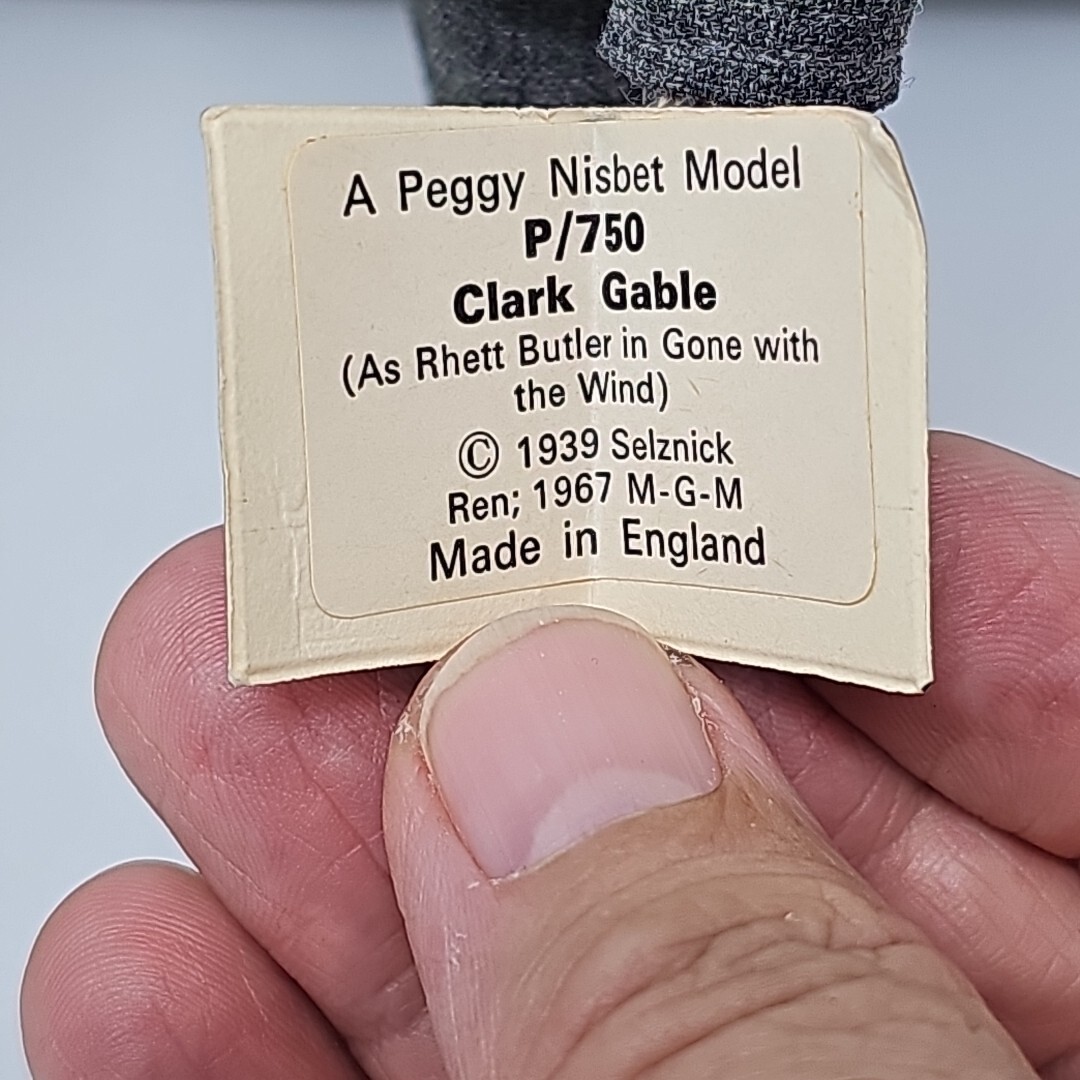 A Peggy Nisbet Model
P/750
Clark Gable
(As Rhett Butler in Gone with
the Wind)
© 1939 Selznick
Ren; 1967 M-G-M
Made in England